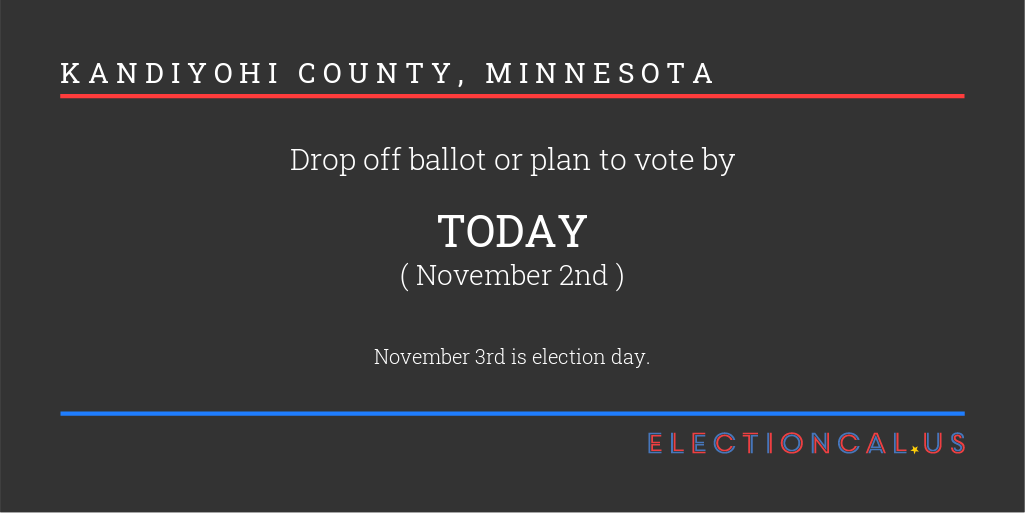 KANDIYOHI COUNTY, MINNESOTA
Drop off ballot or plan to vote by
TODAY
( November 2nd )
November 3rd is election day.
ELECTIONCAL.US